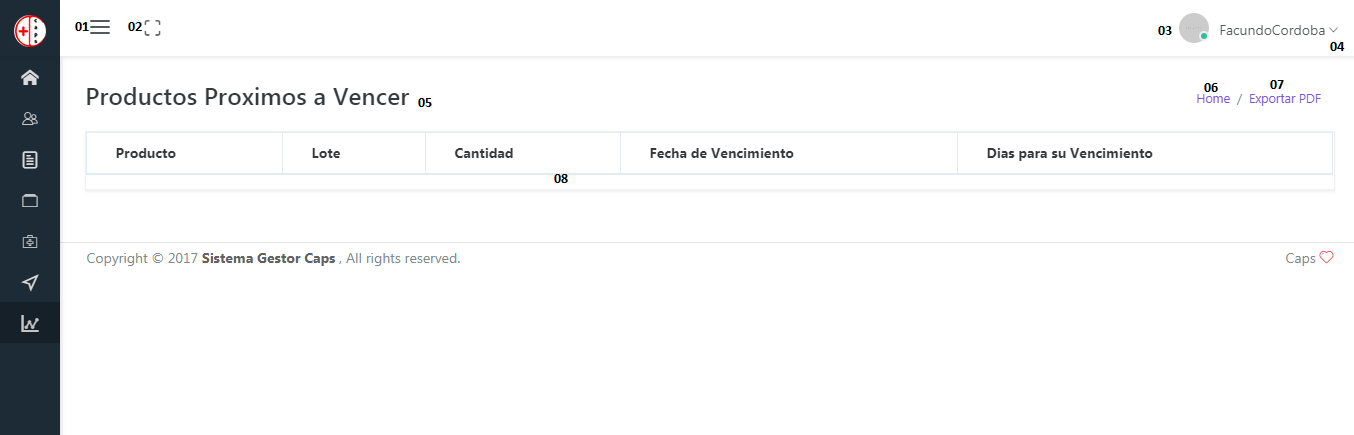 CAPS
01 02 03 FacundoCordoba 04
Productos Proximos a Vencer 05
06 07
Home / Exportar PDF
Producto Lote Cantidad Fecha de Vencimiento Dias para su Vencimiento
08
Copyright © 2017 Sistema Gestor Caps , All rights reserved. Caps